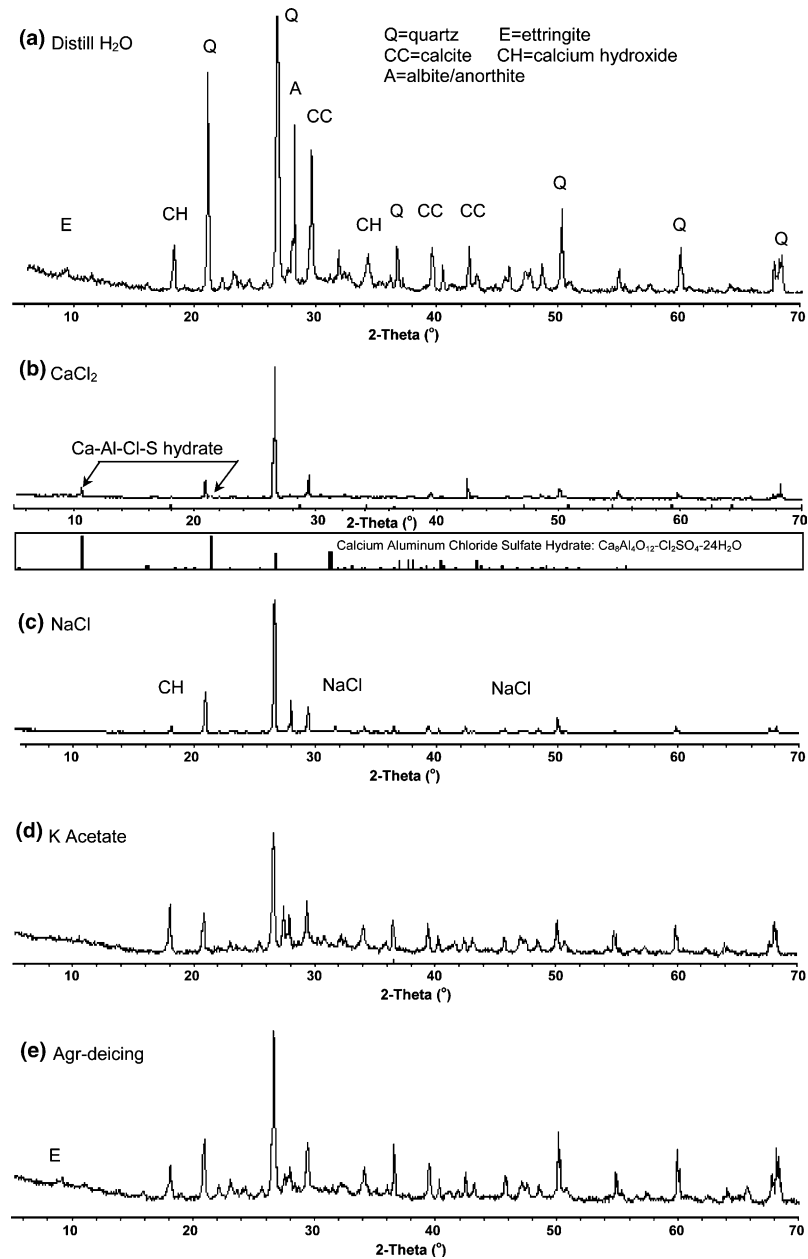 (a) Distill H₂O
Q=quartz E=ettringite
CC=calcite CH=calcium hydroxide
A=albite/anorthite
Q
Q
A
CC
E
CH
CH
Q
CC
CC
Q
Q
Q
10 20 30 40 50 60 70
2-Theta (°)
(b) CaCl₂
Ca-Al-Cl-S hydrate
10 20 30 40 50 60 70
2-Theta (°)
Calcium Aluminum Chloride Sulfate Hydrate: Ca₈Al₄O₁₂-Cl₂SO₄-24H₂O
(c) NaCl
CH
NaCl
NaCl
10 20 30 40 50 60 70
2-Theta (°)
(d) K Acetate
10 20 30 40 50 60 70
2-Theta (°)
(e) Agr-deicing
E
10 20 30 40 50 60 70
2-Theta (°)